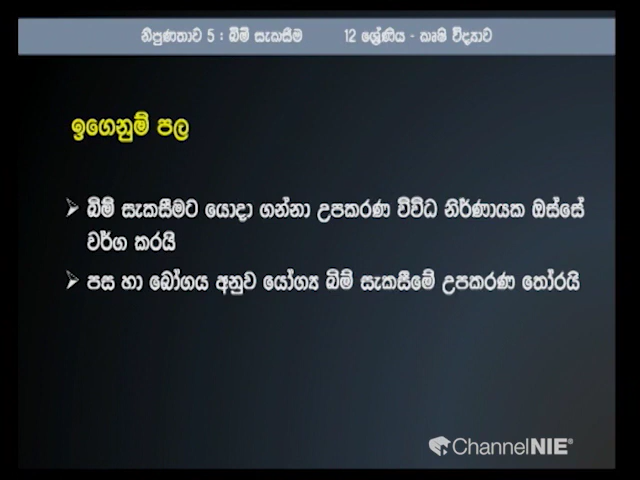 නිපුණතාව 5 : බිම් සැකසීම 12 ශ්‍රේණිය - කෘෂි විද්‍යාව
ඉගෙනුම් පල
➢ බිම් සැකසීමට යොදා ගන්නා උපකරණ විවිධ නිර්ණායක ඔස්සේ
වර්ග කරයි
➢ පස හා බෝගය අනුව යෝග්‍ය බිම් සැකසීමේ උපකරණ තෝරයි
ChannelNIE®